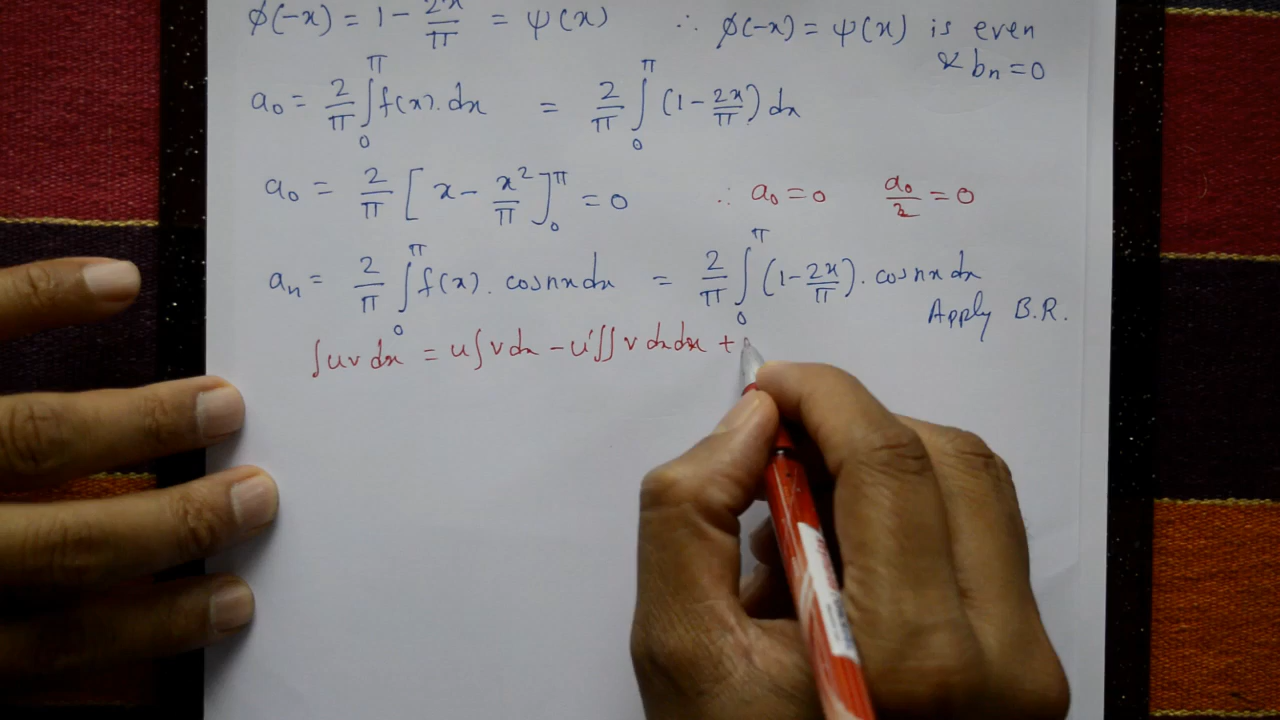 φ(-x) = 1 - 2x/π = ψ(x) ∴ φ(-x) = ψ(x) is even
& bn = 0
a₀ = 2/π ∫₀^π f(x). dx = 2/π ∫₀^π (1 - 2x/π) dx
a₀ = 2/π [x - x²/π]₀^π = 0 ∴ a₀ = 0 a₀/2 = 0
aₙ = 2/π ∫₀^π f(x). cosnx dx = 2/π ∫₀^π (1 - 2x/π). cosnx dx
Apply B.R.
∫uv dx = u∫v dx - u'∫∫ v dx dx +